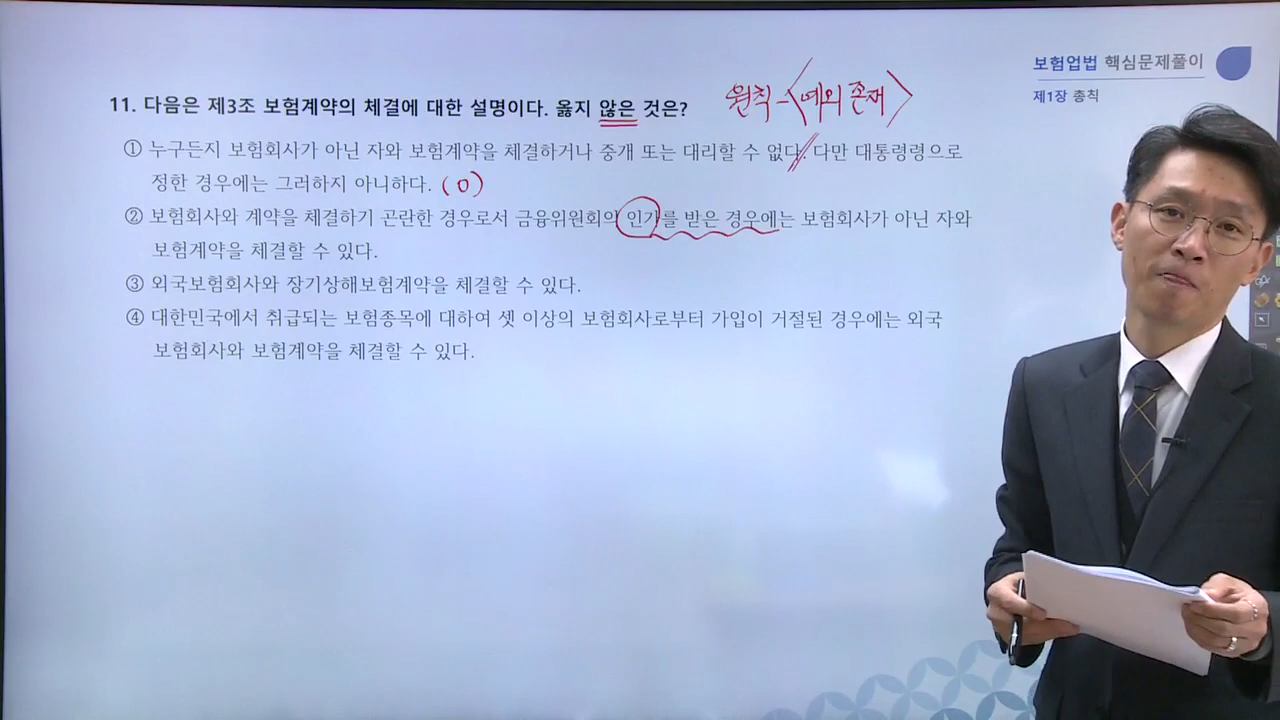 보험업법 핵심문제풀이
제1장 총칙
11. 다음은 제3조 보험계약의 체결에 대한 설명이다. 옳지 않은 것은? 원칙 - <예외 존재>
① 누구든지 보험회사가 아닌 자와 보험계약을 체결하거나 중개 또는 대리할 수 없다. 다만 대통령령으로
정한 경우에는 그러하지 아니하다. (O)
② 보험회사와 계약을 체결하기 곤란한 경우로서 금융위원회의 인가를 받은 경우에는 보험회사가 아닌 자와
보험계약을 체결할 수 있다.
③ 외국보험회사와 장기상해보험계약을 체결할 수 있다.
④ 대한민국에서 취급되는 보험종목에 대하여 셋 이상의 보험회사로부터 가입이 거절된 경우에는 외국
보험회사와 보험계약을 체결할 수 있다.